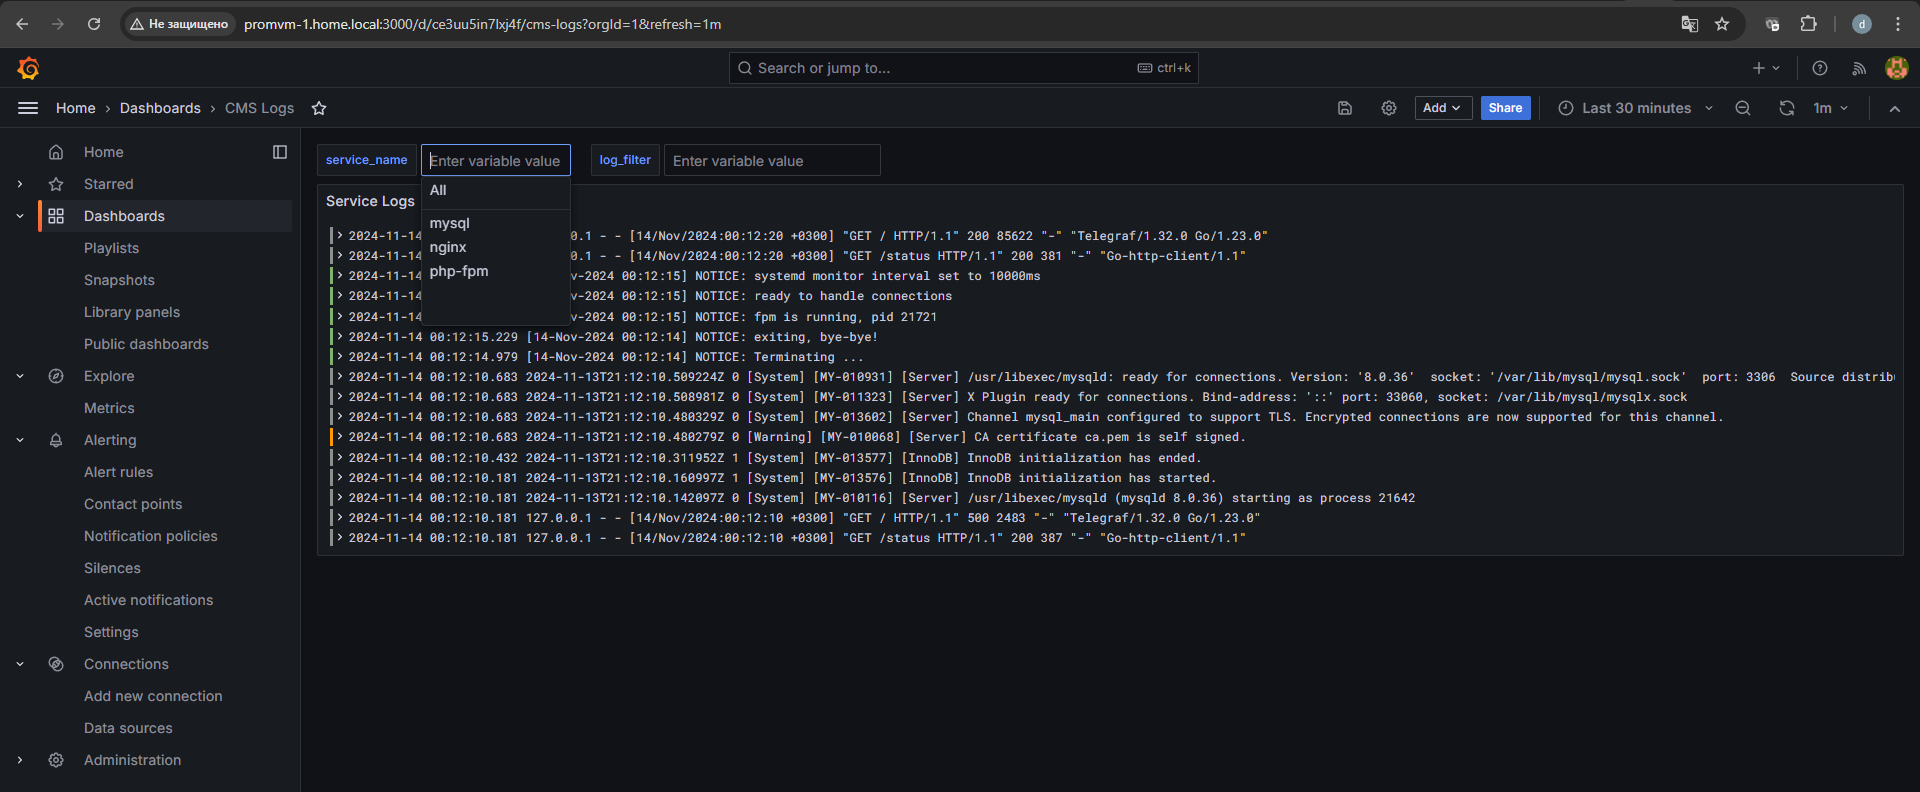 Не защищено promvm-1.home.local:3000/d/ce3uu5in7lxj4f/cms-logs?orgId=1&refresh=1m d
Search or jump to... ctrl+k
Home › Dashboards › CMS Logs Add Share Last 30 minutes 1m
Home
Starred
Dashboards
Playlists
Snapshots
Library panels
Public dashboards
Explore
Metrics
Alerting
Alert rules
Contact points
Notification policies
Silences
Active notifications
Settings
Connections
Add new connection
Data sources
Administration
service_name Enter variable value log_filter Enter variable value
All
mysql
nginx
php-fpm
Service Logs
2024-11-14 0.1 - - [14/Nov/2024:00:12:20 +0300] "GET / HTTP/1.1" 200 85622 "-" "Telegraf/1.32.0 Go/1.23.0"
2024-11-14 0.1 - - [14/Nov/2024:00:12:20 +0300] "GET /status HTTP/1.1" 200 381 "-" "Go-http-client/1.1"
2024-11-14 v-2024 00:12:15] NOTICE: systemd monitor interval set to 10000ms
2024-11-14 v-2024 00:12:15] NOTICE: ready to handle connections
2024-11-14 v-2024 00:12:15] NOTICE: fpm is running, pid 21721
2024-11-14 00:12:15.229 [14-Nov-2024 00:12:14] NOTICE: exiting, bye-bye!
2024-11-14 00:12:14.979 [14-Nov-2024 00:12:14] NOTICE: Terminating ...
2024-11-14 00:12:10.683 2024-11-13T21:12:10.509224Z 0 [System] [MY-010931] [Server] /usr/libexec/mysqld: ready for connections. Version: '8.0.36'  socket: '/var/lib/mysql/mysql.sock'  port: 3306  Source distribu
2024-11-14 00:12:10.683 2024-11-13T21:12:10.508981Z 0 [System] [MY-011323] [Server] X Plugin ready for connections. Bind-address: '::' port: 33060, socket: /var/lib/mysql/mysqlx.sock
2024-11-14 00:12:10.683 2024-11-13T21:12:10.480329Z 0 [System] [MY-013602] [Server] Channel mysql_main configured to support TLS. Encrypted connections are now supported for this channel.
2024-11-14 00:12:10.683 2024-11-13T21:12:10.480279Z 0 [Warning] [MY-010068] [Server] CA certificate ca.pem is self signed.
2024-11-14 00:12:10.432 2024-11-13T21:12:10.311952Z 1 [System] [MY-013577] [InnoDB] InnoDB initialization has ended.
2024-11-14 00:12:10.181 2024-11-13T21:12:10.160997Z 1 [System] [MY-013576] [InnoDB] InnoDB initialization has started.
2024-11-14 00:12:10.181 2024-11-13T21:12:10.142097Z 0 [System] [MY-010116] [Server] /usr/libexec/mysqld (mysqld 8.0.36) starting as process 21642
2024-11-14 00:12:10.181 127.0.0.1 - - [14/Nov/2024:00:12:10 +0300] "GET / HTTP/1.1" 500 2483 "-" "Telegraf/1.32.0 Go/1.23.0"
2024-11-14 00:12:10.181 127.0.0.1 - - [14/Nov/2024:00:12:10 +0300] "GET /status HTTP/1.1" 200 387 "-" "Go-http-client/1.1"